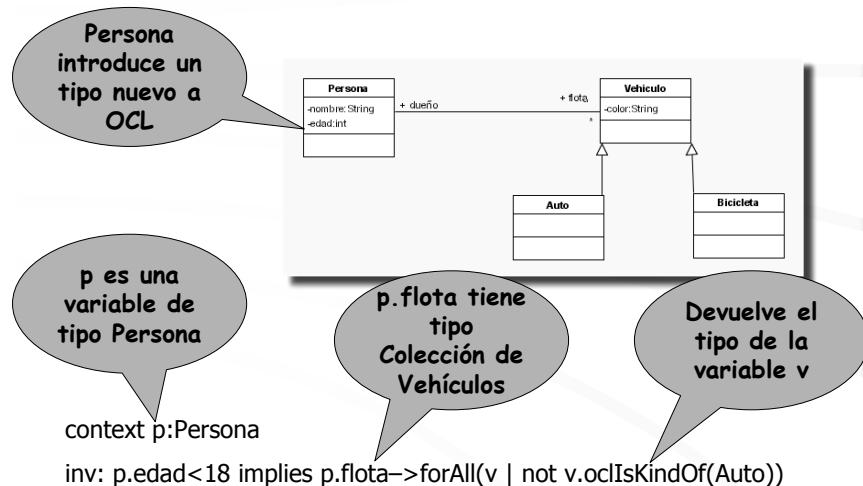 Persona
introduce un
tipo nuevo a
OCL
Persona
-nombre:String
-edad:int
+ dueño
+ flota
*
Vehiculo
-color:String
Auto
Bicicleta
p es una
variable de
tipo Persona
p.flota tiene
tipo
Colección de
Vehículos
Devuelve el
tipo de la
variable v
context p:Persona
inv: p.edad<18 implies p.flota–>forAll(v | not v.oclIsKindOf(Auto))